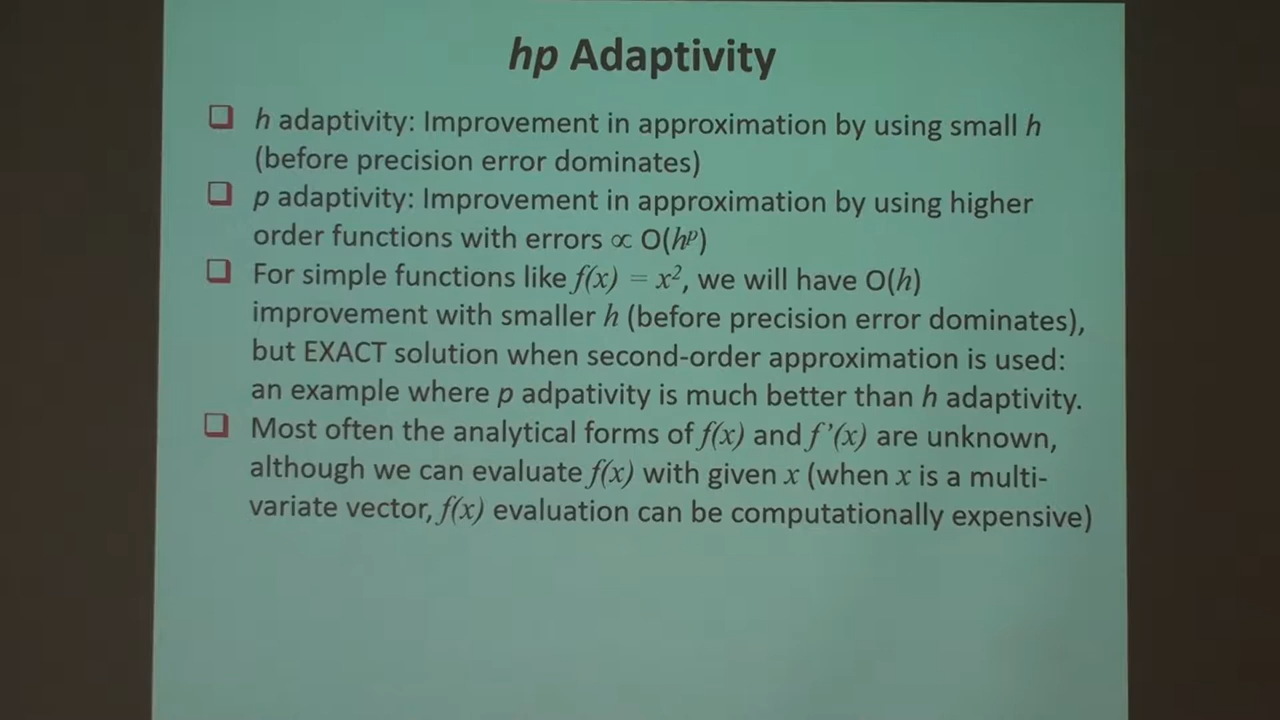 hp Adaptivity
❑ h adaptivity: Improvement in approximation by using small h
(before precision error dominates)
❑ p adaptivity: Improvement in approximation by using higher
order functions with errors ∝ O(hᵖ)
❑ For simple functions like f(x) = x², we will have O(h)
improvement with smaller h (before precision error dominates),
but EXACT solution when second-order approximation is used:
an example where p adpativity is much better than h adaptivity.
❑ Most often the analytical forms of f(x) and f’(x) are unknown,
although we can evaluate f(x) with given x (when x is a multi-
variate vector, f(x) evaluation can be computationally expensive)